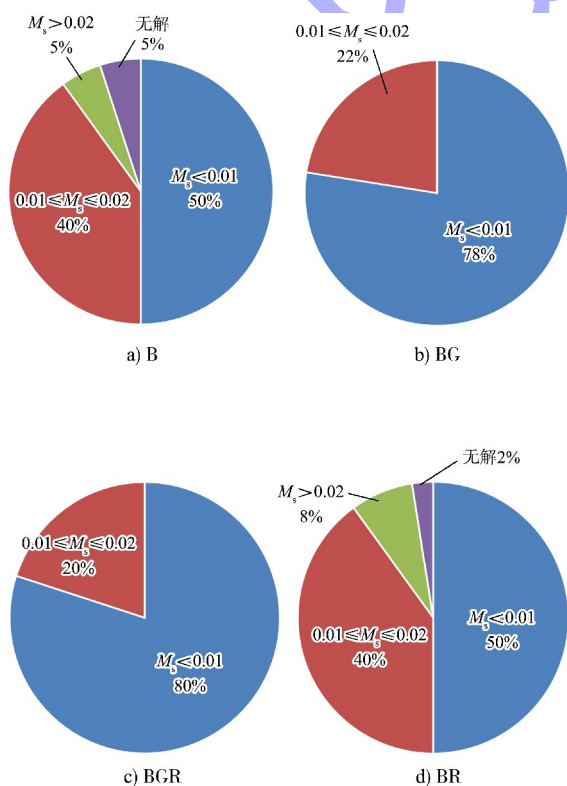 Mₛ>0.02
5%
无解
5%
Mₛ<0.01
50%
0.01≤Mₛ≤0.02
40%
a) B
0.01≤Mₛ≤0.02
22%
Mₛ<0.01
78%
b) BG
0.01≤Mₛ≤0.02
20%
Mₛ<0.01
80%
c) BGR
无解2%
Mₛ>0.02
8%
Mₛ<0.01
50%
0.01≤Mₛ≤0.02
40%
d) BR